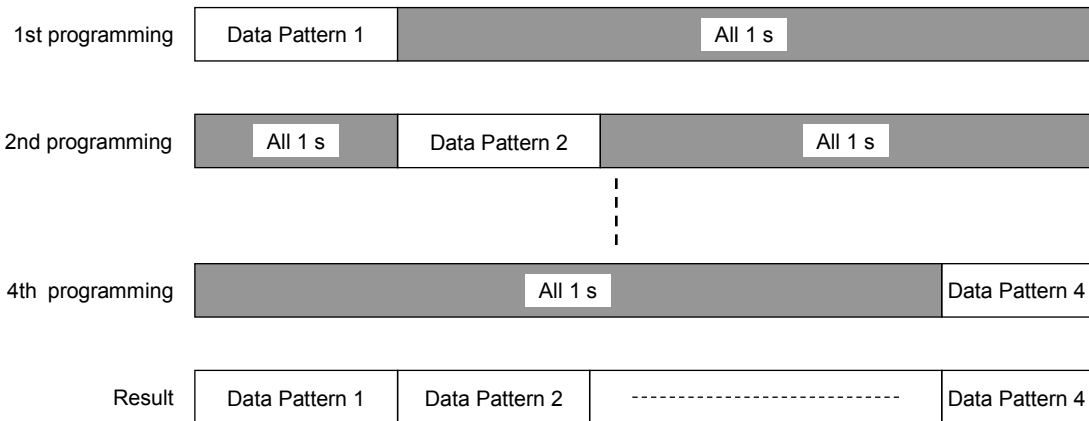 1st programming Data Pattern 1 All 1 s
2nd programming All 1 s Data Pattern 2 All 1 s
4th programming All 1 s Data Pattern 4
Result Data Pattern 1 Data Pattern 2 Data Pattern 4